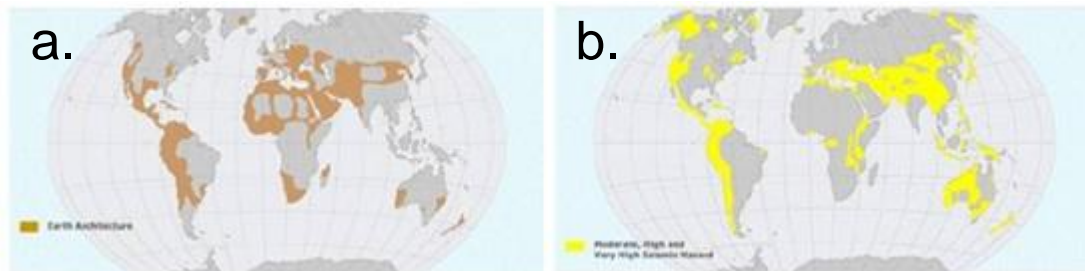 a.
Earth Architecture
b.
Moderate, High and
Very High Seismic Hazard